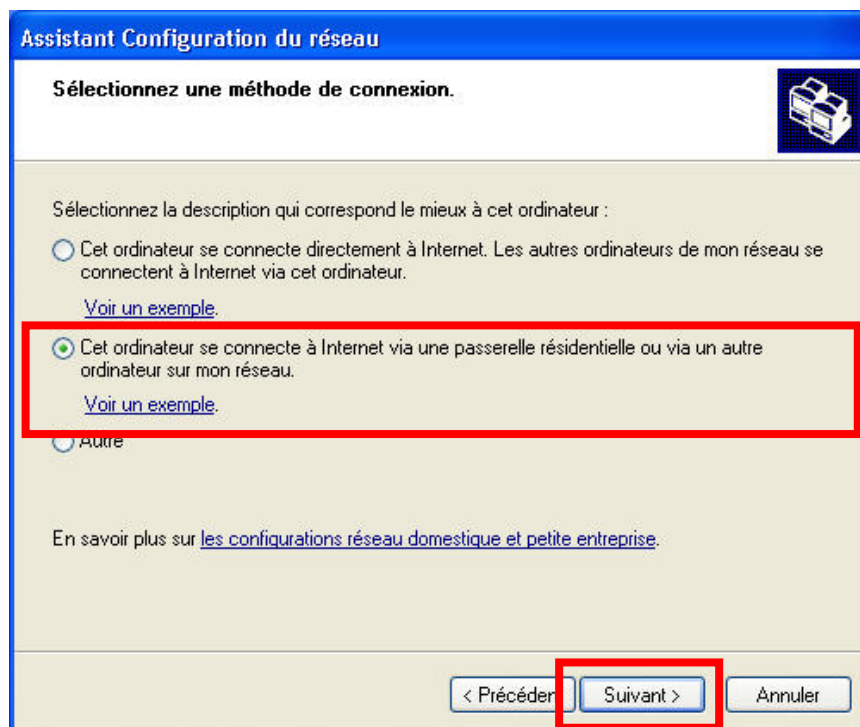 Assistant Configuration du réseau
Sélectionnez une méthode de connexion.
Sélectionnez la description qui correspond le mieux à cet ordinateur :
Cet ordinateur se connecte directement à Internet. Les autres ordinateurs de mon réseau se
connectent à Internet via cet ordinateur.
Voir un exemple.
Cet ordinateur se connecte à Internet via une passerelle résidentielle ou via un autre
ordinateur sur mon réseau.
Voir un exemple.
Autre
En savoir plus sur les configurations réseau domestique et petite entreprise.
< Précéden Suivant > Annuler